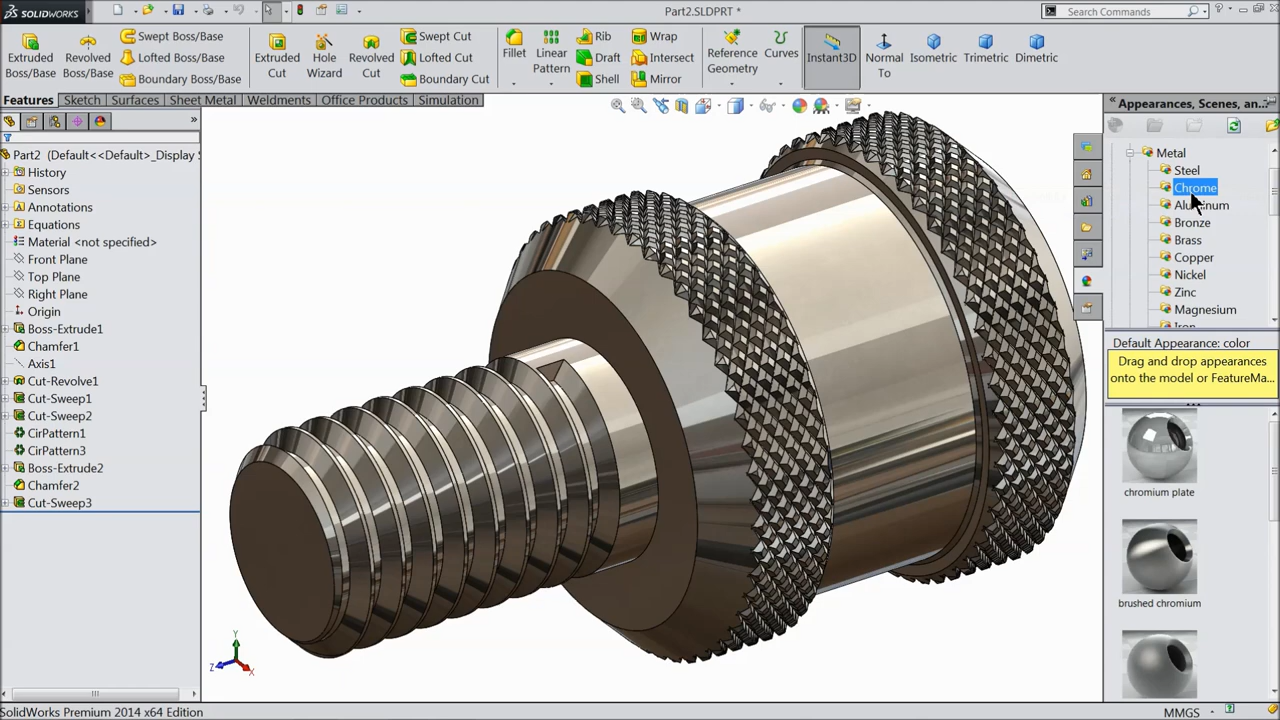 SOLIDWORKS
Part2.SLDPRT *
Search Commands
Extruded Boss/Base
Revolved Boss/Base
Swept Boss/Base
Lofted Boss/Base
Boundary Boss/Base
Extruded Cut
Hole Wizard
Revolved Cut
Swept Cut
Lofted Cut
Boundary Cut
Fillet
Linear Pattern
Rib
Draft
Shell
Wrap
Intersect
Mirror
Reference Geometry
Curves
Instant3D
Normal To
Isometric
Trimetric
Dimetric
Features
Sketch
Surfaces
Sheet Metal
Weldments
Office Products
Simulation
Part2 (Default<<Default>_Display
History
Sensors
Annotations
Equations
Material <not specified>
Front Plane
Top Plane
Right Plane
Origin
Boss-Extrude1
Chamfer1
Axis1
Cut-Revolve1
Cut-Sweep1
Cut-Sweep2
CirPattern1
CirPattern3
Boss-Extrude2
Chamfer2
Cut-Sweep3
Y
Z
X
Appearances, Scenes, an...
Metal
Steel
Chrome
Aluminum
Bronze
Brass
Copper
Nickel
Zinc
Magnesium
Iron
Default Appearance: color
Drag and drop appearances
onto the model or FeatureMa...
chromium plate
brushed chromium
SolidWorks Premium 2014 x64 Edition
MMGS